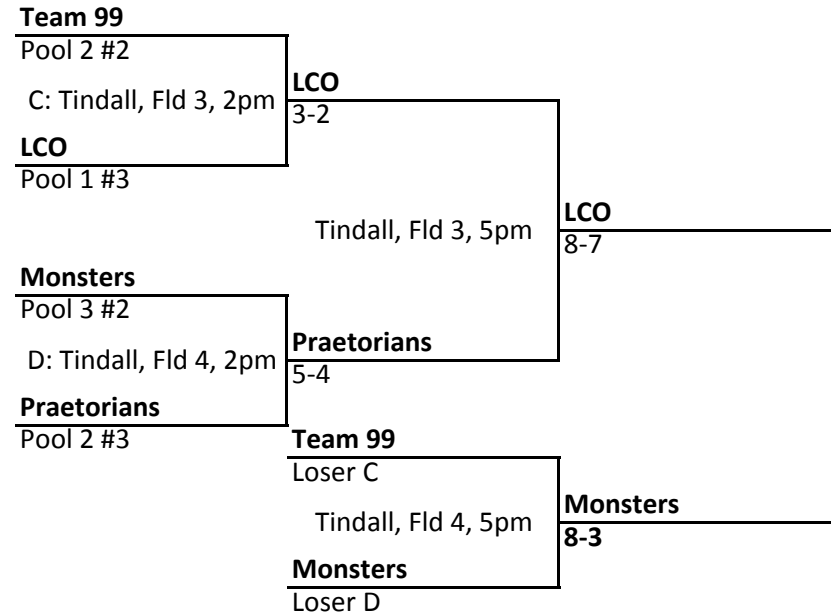 Team 99
Pool 2 #2
C: Tindall, Fld 3, 2pm
LCO
3-2
LCO
Pool 1 #3
Tindall, Fld 3, 5pm
LCO
8-7
Monsters
Pool 3 #2
D: Tindall, Fld 4, 2pm
Praetorians
5-4
Praetorians
Pool 2 #3
Team 99
Loser C
Tindall, Fld 4, 5pm
Monsters
8-3
Monsters
Loser D